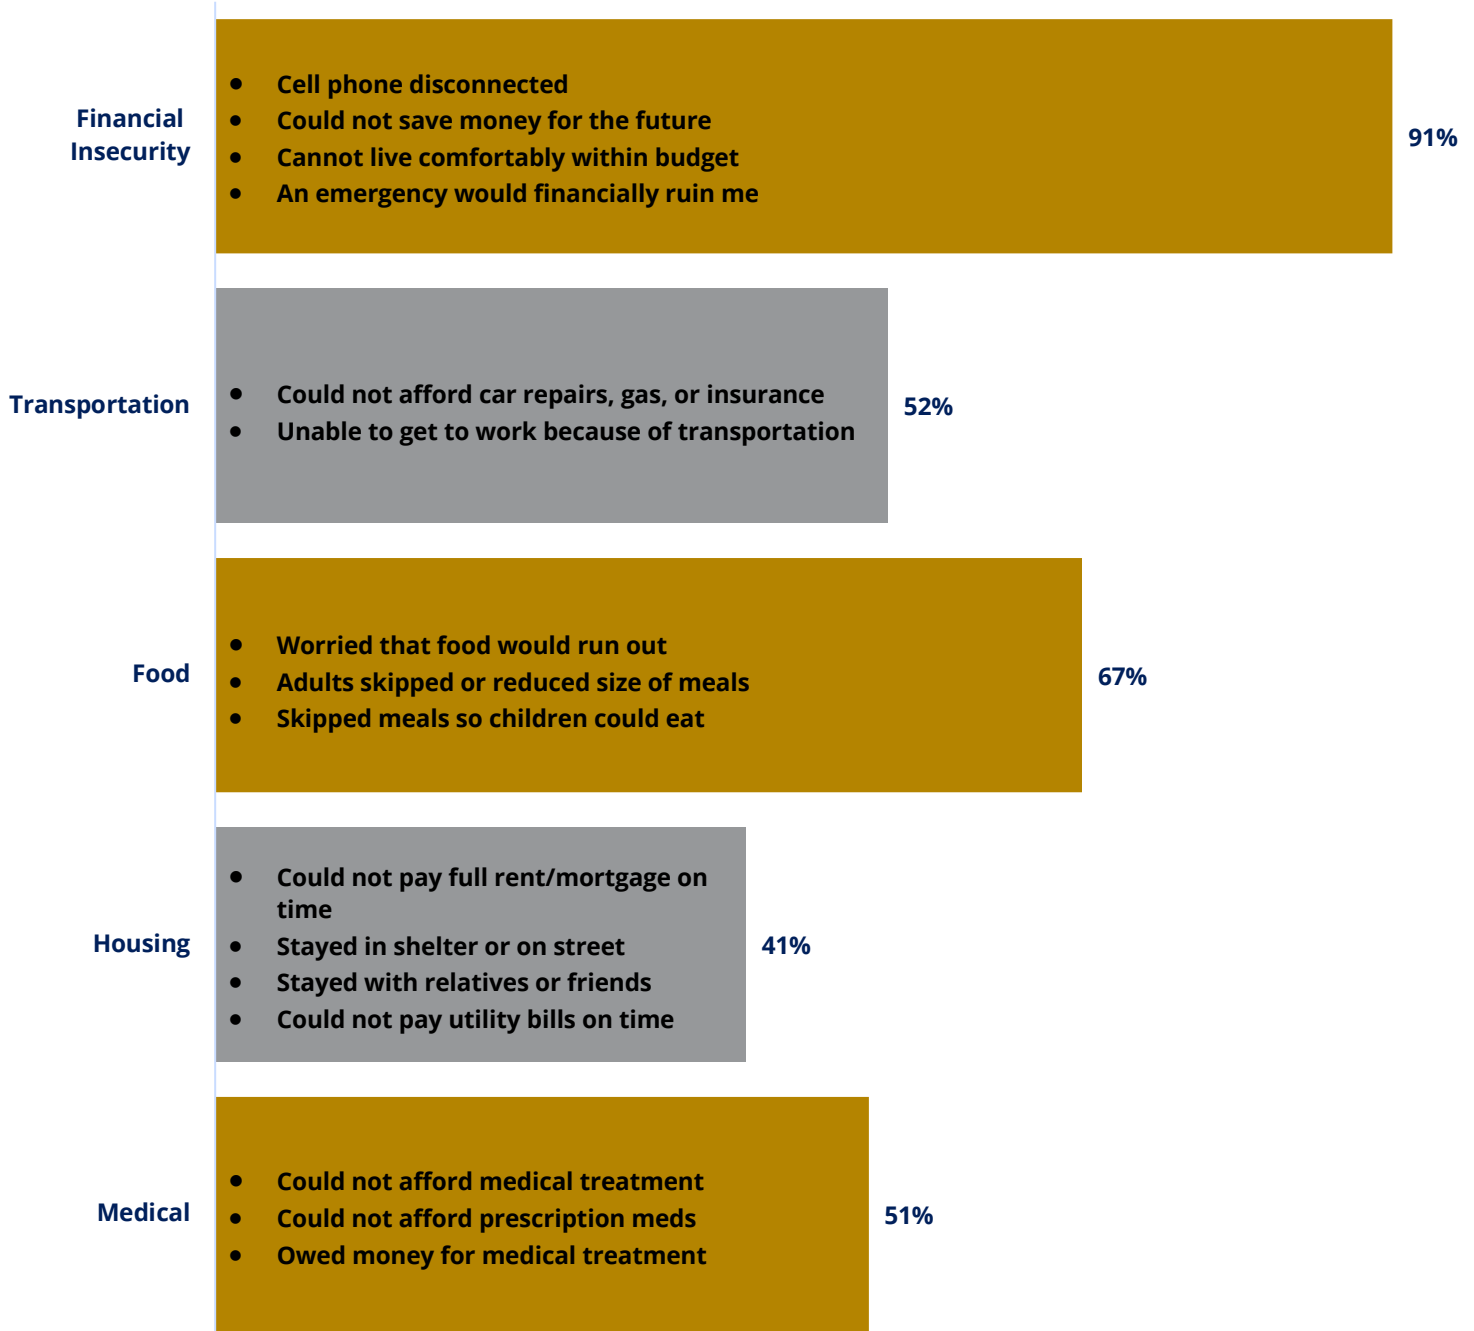 Financial
Insecurity
• Cell phone disconnected
• Could not save money for the future
• Cannot live comfortably within budget
• An emergency would financially ruin me
91%
Transportation
• Could not afford car repairs, gas, or insurance
• Unable to get to work because of transportation
52%
Food
• Worried that food would run out
• Adults skipped or reduced size of meals
• Skipped meals so children could eat
67%
Housing
• Could not pay full rent/mortgage on
time
• Stayed in shelter or on street
• Stayed with relatives or friends
• Could not pay utility bills on time
41%
Medical
• Could not afford medical treatment
• Could not afford prescription meds
• Owed money for medical treatment
51%